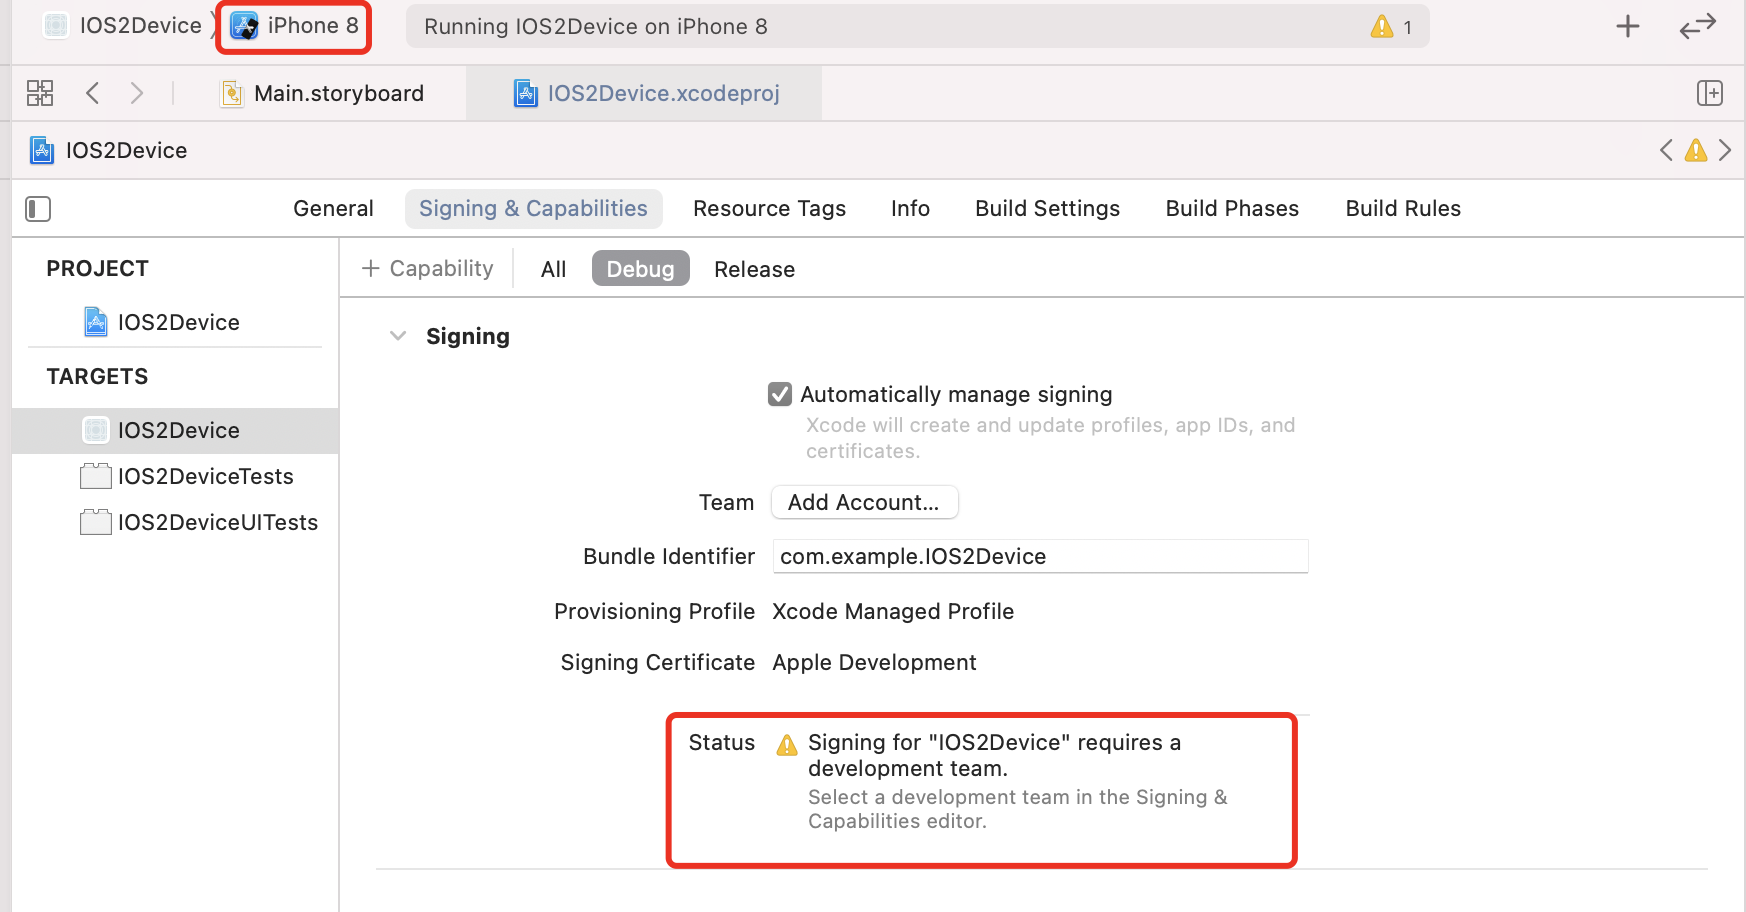 IOS2Device
iPhone 8
Running IOS2Device on iPhone 8
1
Main.storyboard
IOS2Device.xcodeproj
IOS2Device
General
Signing & Capabilities
Resource Tags
Info
Build Settings
Build Phases
Build Rules
PROJECT
IOS2Device
TARGETS
IOS2Device
IOS2DeviceTests
IOS2DeviceUITests
+ Capability
All
Debug
Release
Signing
Automatically manage signing
Xcode will create and update profiles, app IDs, and
certificates.
Team Add Account...
Bundle Identifier com.example.IOS2Device
Provisioning Profile Xcode Managed Profile
Signing Certificate Apple Development
Status Signing for "IOS2Device" requires a
development team.
Select a development team in the Signing &
Capabilities editor.